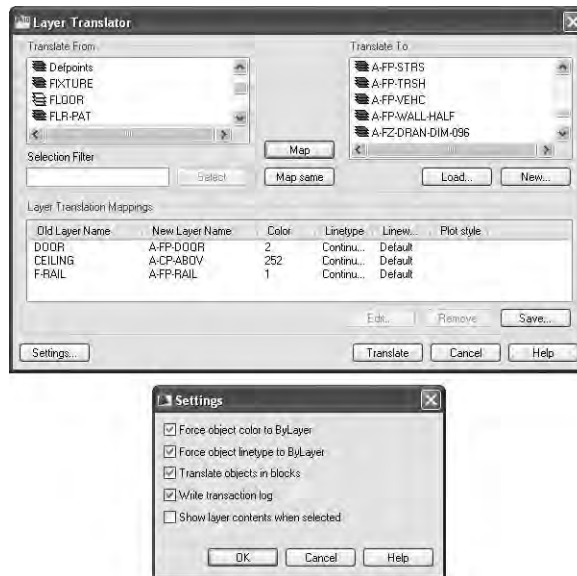 Layer Translator
Translate From
Translate To
Defpoints
FIXTURE
FLOOR
FLR-PAT
A-FP-STRS
A-FP-TRSH
A-FP-VEHC
A-FP-WALL-HALF
A-FZ-DRAN-DIM-096
Map
Selection Filter
Select
Map same
Load...
New...
Layer Translation Mappings
Old Layer Name New Layer Name Color Linetype Linew... Plot style
DOOR A-FP-DOOR 2 Continu... Default
CEILING A-CP-ABOV 252 Continu... Default
F-RAIL A-FP-RAIL 1 Continu... Default
Edit... Remove Save...
Settings... Translate Cancel Help
Settings
Force object color to ByLayer
Force object linetype to ByLayer
Translate objects in blocks
Write transaction log
Show layer contents when selected
OK Cancel Help